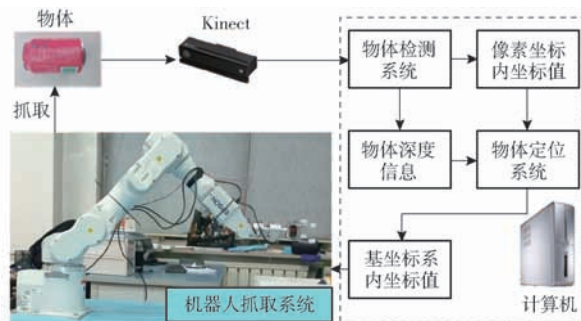 物体
Kinect
抓取
物体检测
系统
像素坐标
内坐标值
物体深度
信息
物体定位
系统
基坐标系
内坐标值
计算机
机器人抓取系统